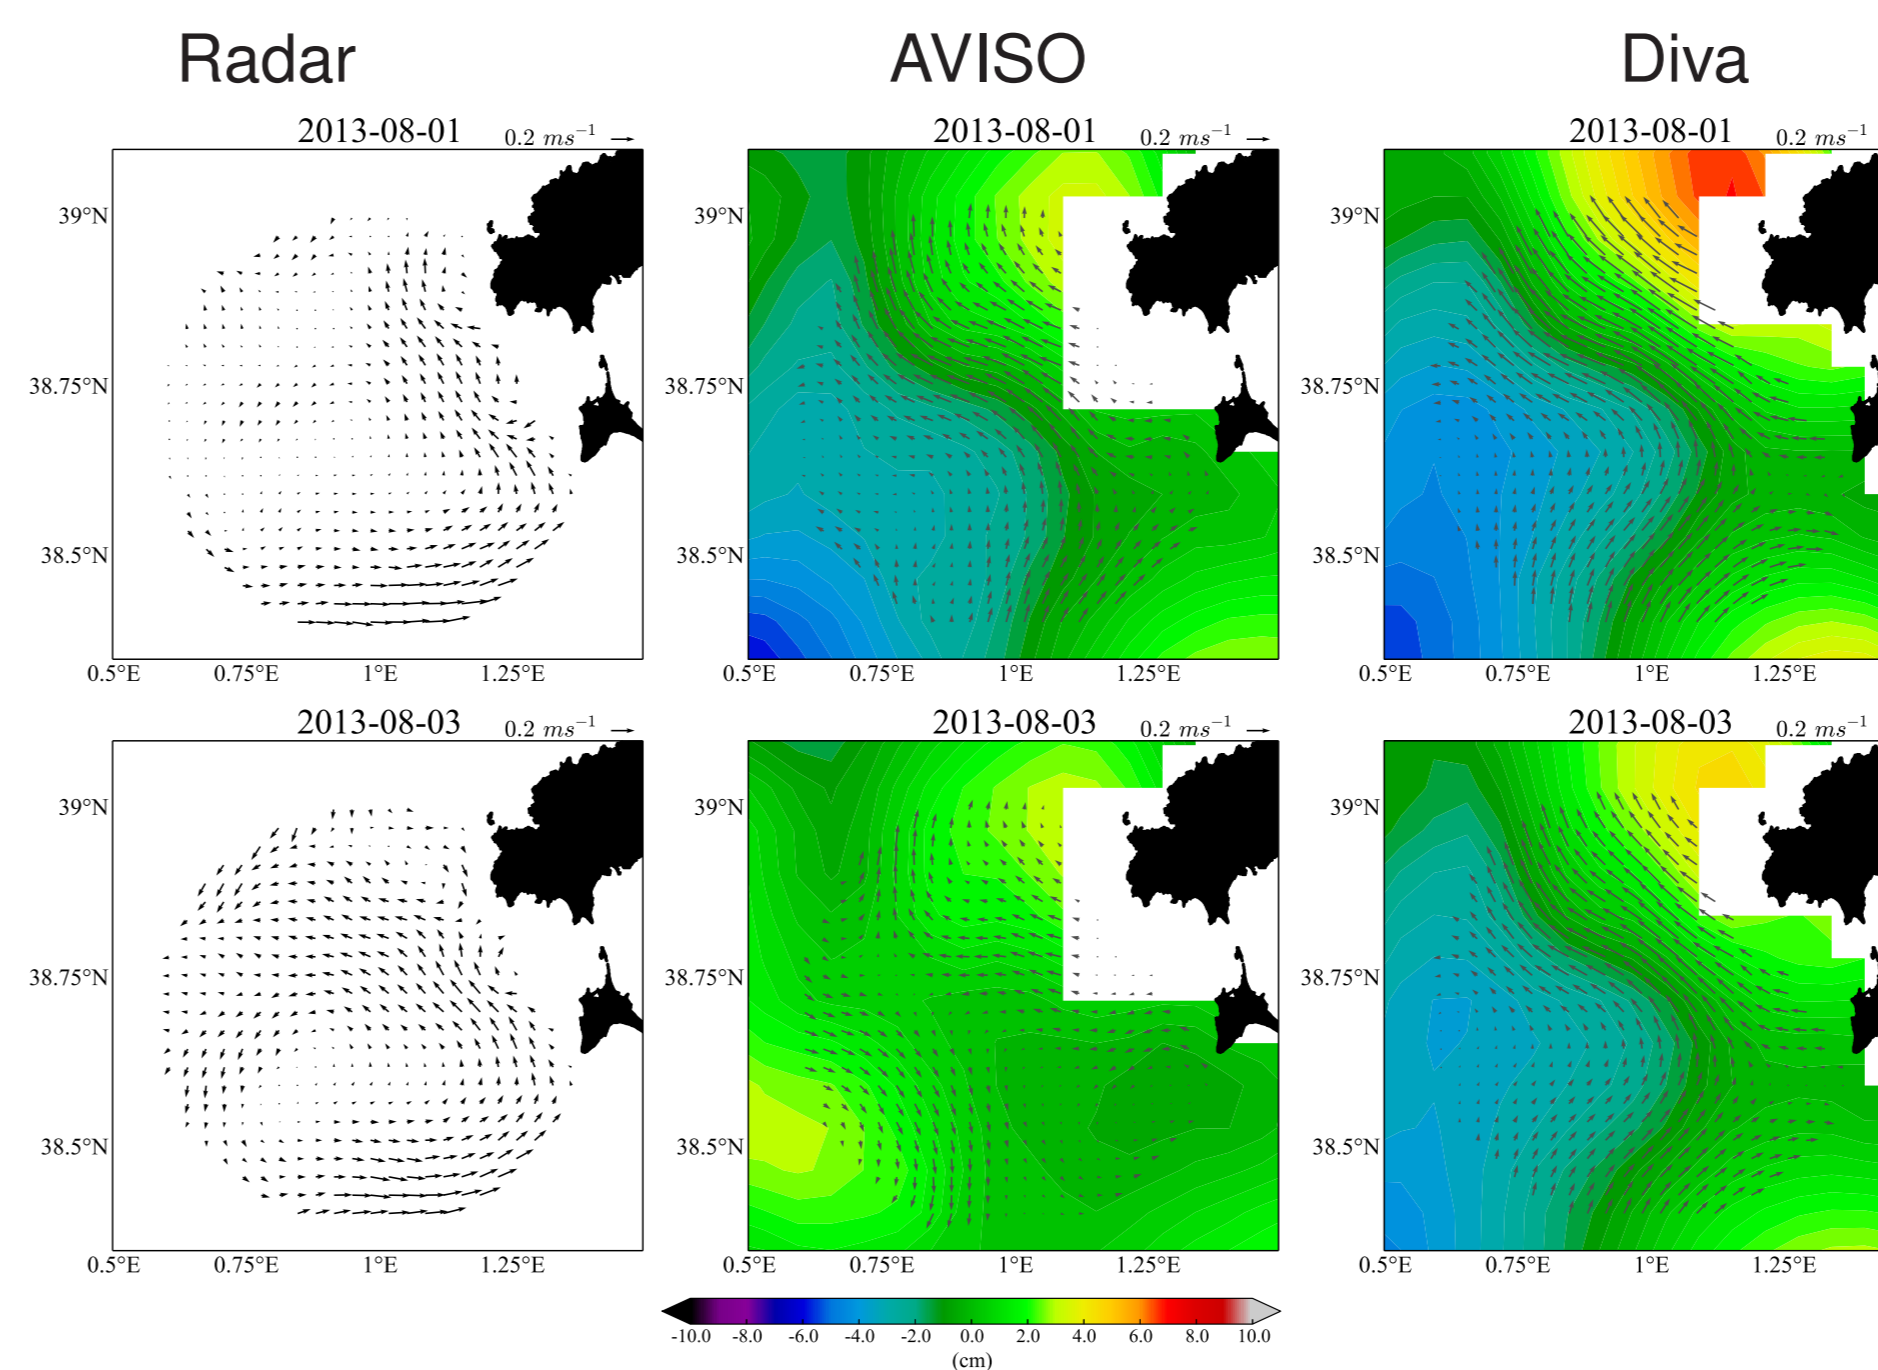 Radar AVISO Diva
2013-08-01 0.2 ms⁻¹ 2013-08-01 0.2 ms⁻¹ 2013-08-01 0.2 ms⁻¹
39°N 39°N 39°N
38.75°N 38.75°N 38.75°N
38.5°N 38.5°N 38.5°N
0.5°E 0.75°E 1°E 1.25°E 0.5°E 0.75°E 1°E 1.25°E 0.5°E 0.75°E 1°E 1.25°E
2013-08-03 0.2 ms⁻¹ 2013-08-03 0.2 ms⁻¹ 2013-08-03 0.2 ms⁻¹
39°N 39°N 39°N
38.75°N 38.75°N 38.75°N
38.5°N 38.5°N 38.5°N
0.5°E 0.75°E 1°E 1.25°E 0.5°E 0.75°E 1°E 1.25°E 0.5°E 0.75°E 1°E 1.25°E
-10.0 -8.0 -6.0 -4.0 -2.0 0.0 2.0 4.0 6.0 8.0 10.0
(cm)